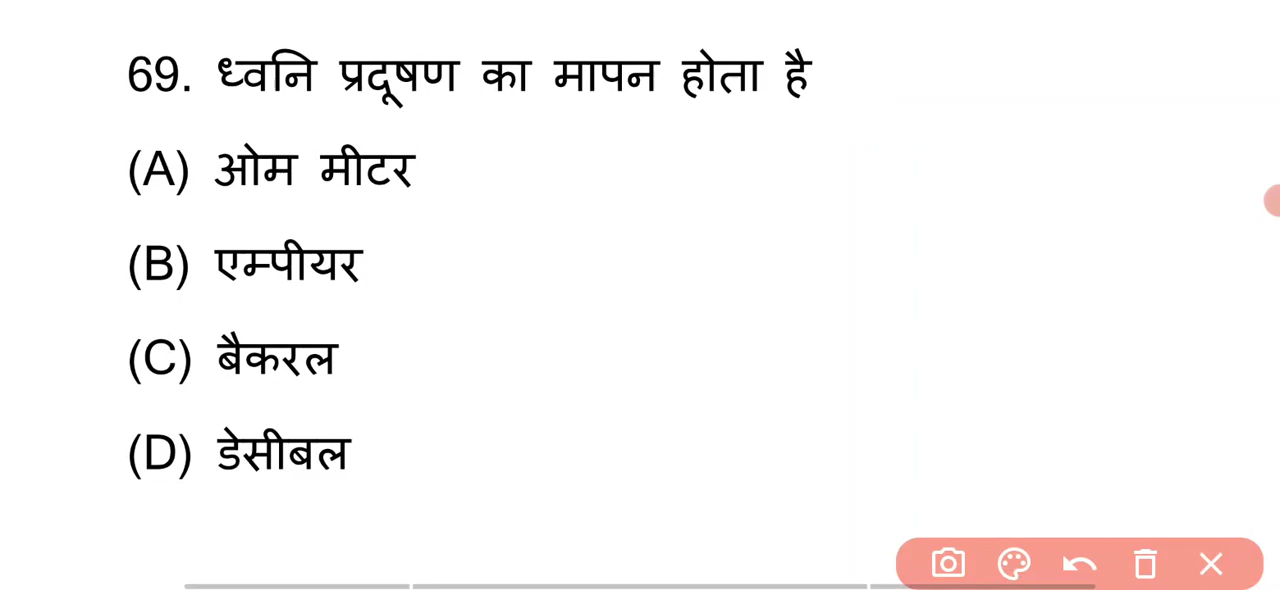 69. ध्वनि प्रदूषण का मापन होता है
(A) ओम मीटर
(B) एम्पीयर
(C) बैकरल
(D) डेसीबल